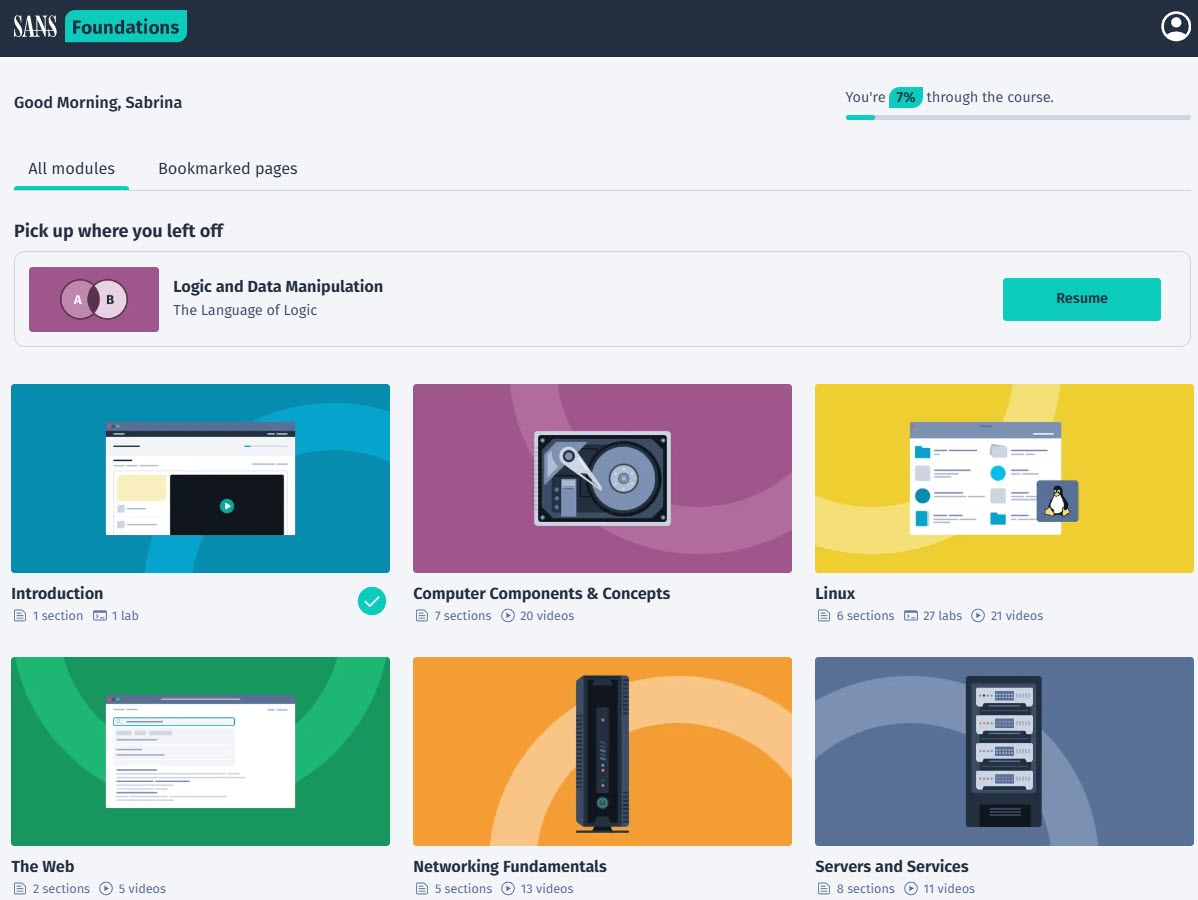 SANS Foundations
Good Morning, Sabrina
You're 7% through the course.
All modules Bookmarked pages
Pick up where you left off
A B
Logic and Data Manipulation
The Language of Logic
Resume
Introduction
1 section 1 lab
Computer Components & Concepts
7 sections 20 videos
Linux
6 sections 27 labs 21 videos
The Web
2 sections 5 videos
Networking Fundamentals
5 sections 13 videos
Servers and Services
8 sections 11 videos